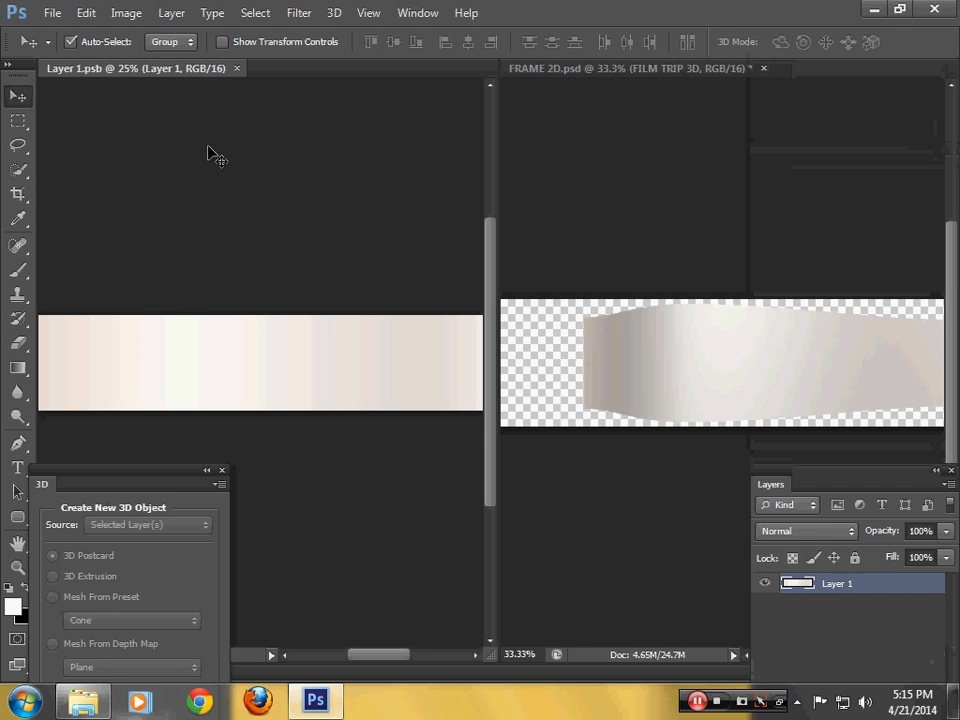 Ps File Edit Image Layer Type Select Filter 3D View Window Help
Auto-Select: Group Show Transform Controls 3D Mode:
Layer 1.psb @ 25% (Layer 1, RGB/16) × FRAME 2D.psd @ 33.3% (FILM TRIP 3D, RGB/16) * ×
3D
Create New 3D Object
Source: Selected Layer(s)
3D Postcard
3D Extrusion
Mesh From Preset
Cone
Mesh From Depth Map
Plane
33.33% Doc: 4.65M/24.7M
Layers
Kind
Normal Opacity: 100%
Lock: Fill: 100%
Layer 1
Ps
5:15 PM
4/21/2014